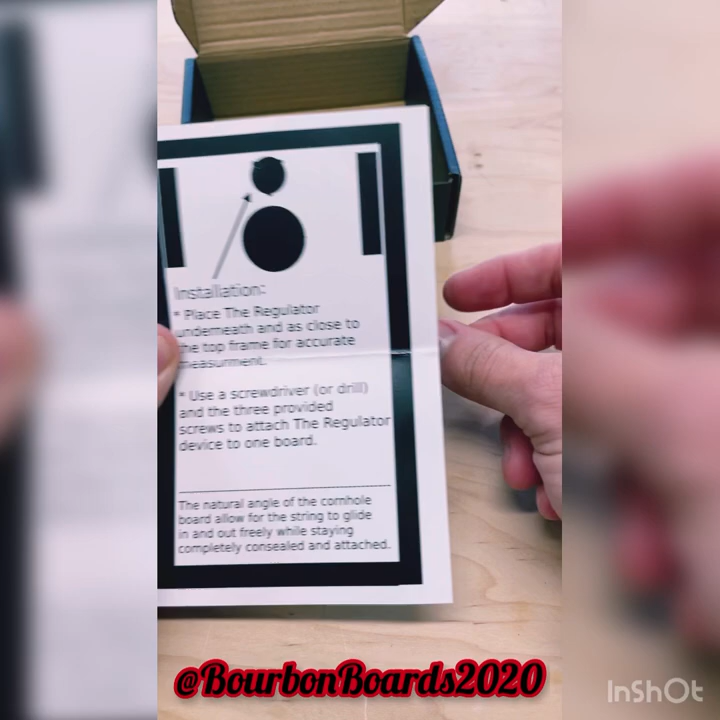 Installation:
* Place The Regulator
underneath and as close to
the top frame for accurate
measurment.
* Use a screwdriver (or drill)
and the three provided
screws to attach The Regulator
device to one board.
The natural angle of the cornhole
board allow for the string to glide
in and out freely while staying
completely consealed and attached.
@BourbonBoards2020
InShOt